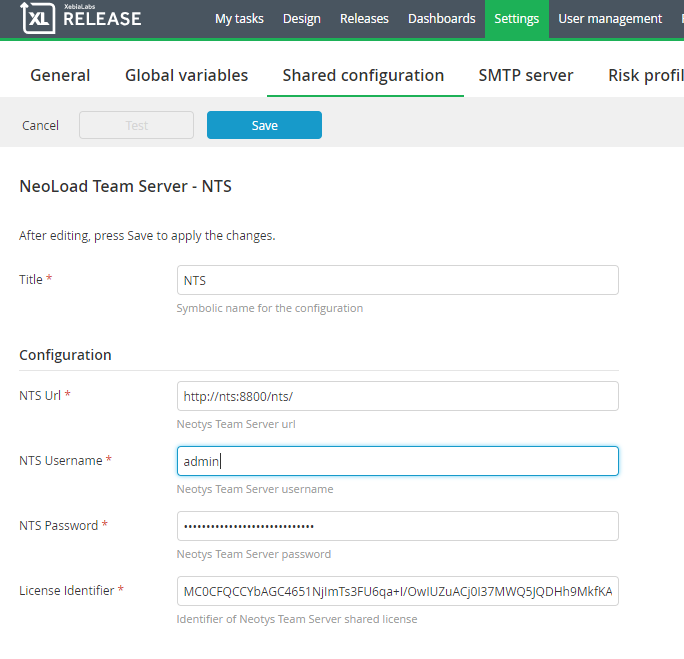 XebiaLabs
XL RELEASE My tasks Design Releases Dashboards Settings User management
General Global variables Shared configuration SMTP server Risk profil
Cancel Test Save
NeoLoad Team Server - NTS
After editing, press Save to apply the changes.
Title * NTS
Symbolic name for the configuration
Configuration
NTS Url * http://nts:8800/nts/
Neotys Team Server url
NTS Username * admin
Neotys Team Server username
NTS Password * •••••••••••••••••••••••••••••
Neotys Team Server password
License Identifier *
Identifier of Neotys Team Server shared license